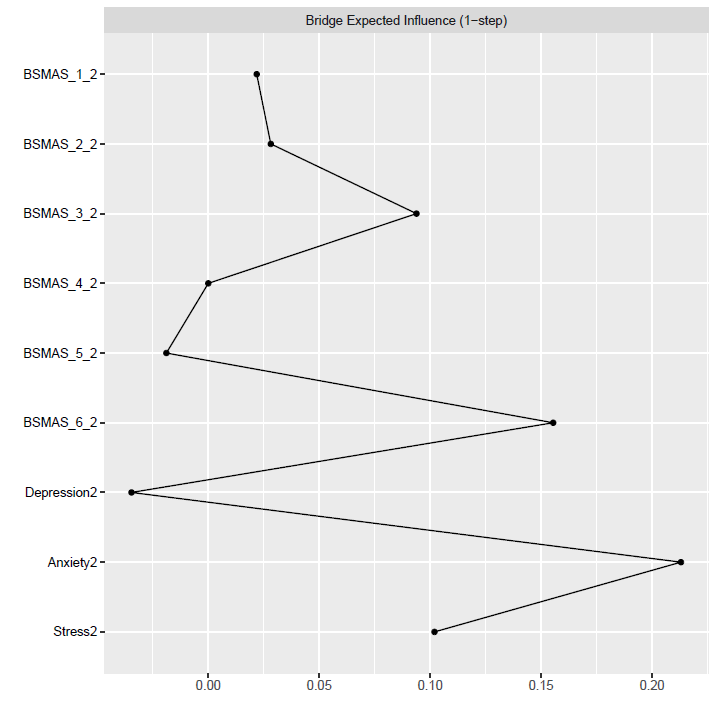 Bridge Expected Influence (1−step)
BSMAS_1_2
BSMAS_2_2
BSMAS_3_2
BSMAS_4_2
BSMAS_5_2
BSMAS_6_2
Depression2
Anxiety2
Stress2
0.00 0.05 0.10 0.15 0.20